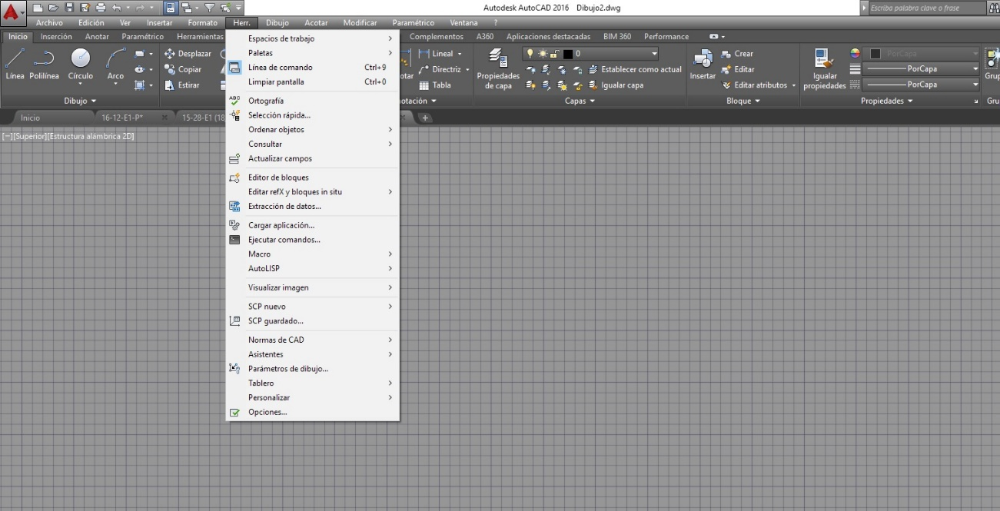 Autodesk AutoCAD 2016 Dibujo2.dwg
Escriba palabra clave o frase
Archivo Edición Ver Insertar Formato Herr. Dibujo Acotar Modificar Paramétrico Ventana ?
Inicio Inserción Anotar Paramétrico Herramientas Complementos A360 Aplicaciones destacadas BIM 360 Performance
Línea Polilínea Círculo Arco
Desplazar
Copiar
Estirar
Dibujo
Espacios de trabajo
Paletas
Línea de comando Ctrl+9
Limpiar pantalla Ctrl+0
ABC
Ortografía
Selección rápida...
Ordenar objetos
Consultar
Actualizar campos
Editor de bloques
Editar refX y bloques in situ
Extracción de datos...
Cargar aplicación...
Ejecutar comandos...
Macro
AutoLISP
Visualizar imagen
SCP nuevo
SCP guardado...
Normas de CAD
Asistentes
Parámetros de dibujo...
Tablero
Personalizar
Opciones...
otar
Lineal
Directriz
Tabla
notación
Propiedades
de capa
0
Establecer como actual
Igualar capa
Capas
Insertar
Crear
Editar
Editar atributos
Bloque
Igualar
propiedades
PorCapa
PorCapa
PorCapa
Propiedades
Grup
Gru
Inicio 16-12-E1-P* 15-28-E1 (18
[−][Superior][Estructura alámbrica 2D]